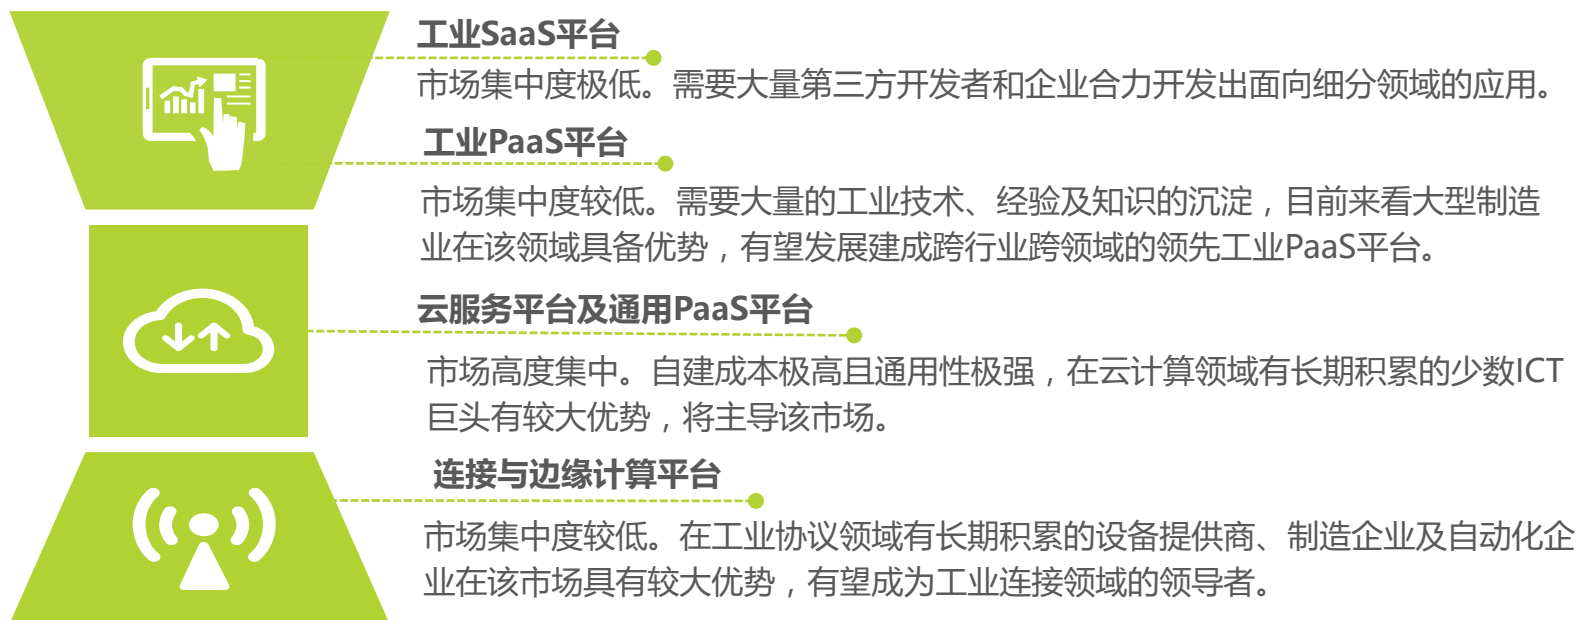 工业SaaS平台
市场集中度极低。需要大量第三方开发者和企业合力开发出面向细分领域的应用。
工业PaaS平台
市场集中度较低。需要大量的工业技术、经验及知识的沉淀，目前来看大型制造
业在该领域具备优势，有望发展建成跨行业跨领域的领先工业PaaS平台。
云服务平台及通用PaaS平台
市场高度集中。自建成本极高且通用性极强，在云计算领域有长期积累的少数ICT
巨头有较大优势，将主导该市场。
连接与边缘计算平台
市场集中度较低。在工业协议领域有长期积累的设备提供商、制造企业及自动化企
业在该市场具有较大优势，有望成为工业连接领域的领导者。